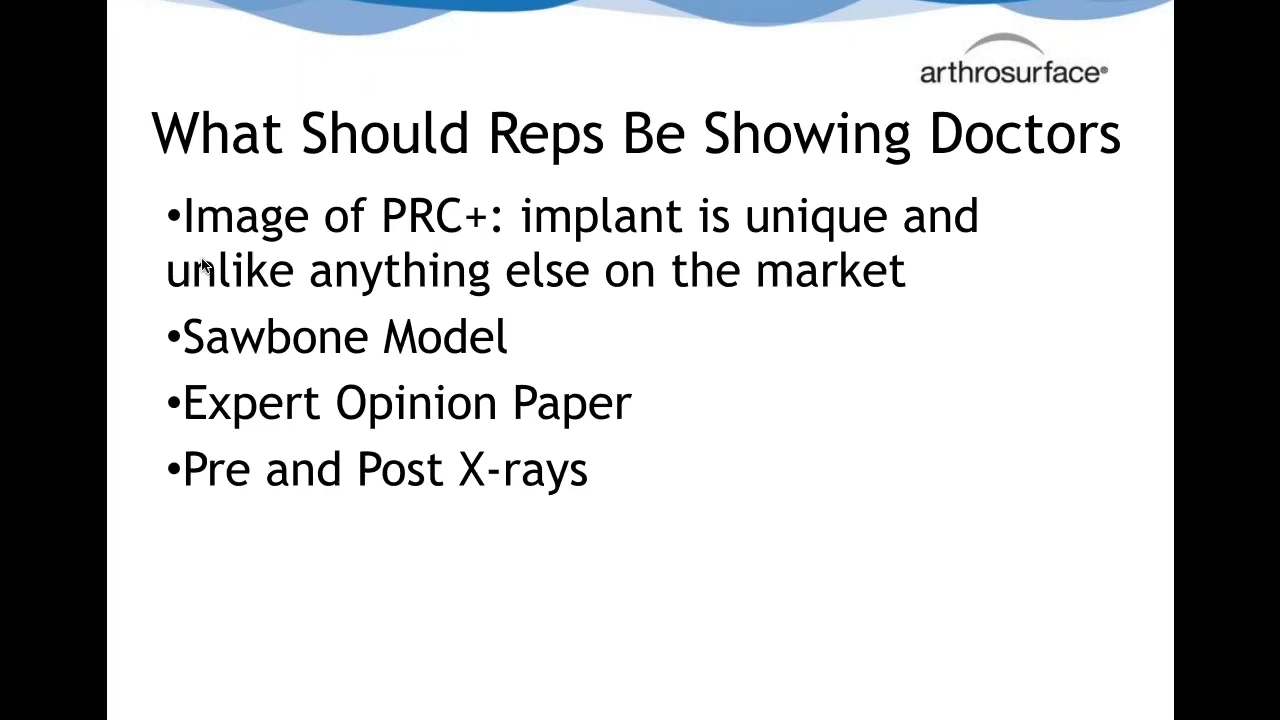 arthrosurface®
What Should Reps Be Showing Doctors
•Image of PRC+: implant is unique and
unlike anything else on the market
•Sawbone Model
•Expert Opinion Paper
•Pre and Post X-rays